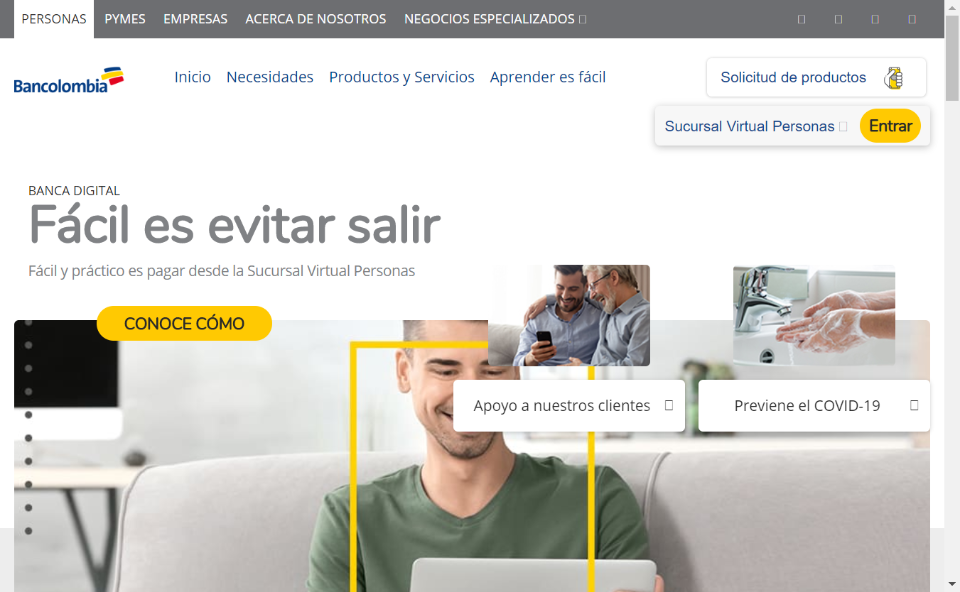 PERSONAS PYMES EMPRESAS ACERCA DE NOSOTROS NEGOCIOS ESPECIALIZADOS
Bancolombia Inicio Necesidades Productos y Servicios Aprender es fácil Solicitud de productos
Sucursal Virtual Personas Entrar
BANCA DIGITAL
Fácil es evitar salir
Fácil y práctico es pagar desde la Sucursal Virtual Personas
CONOCE CÓMO
Apoyo a nuestros clientes Previene el COVID-19